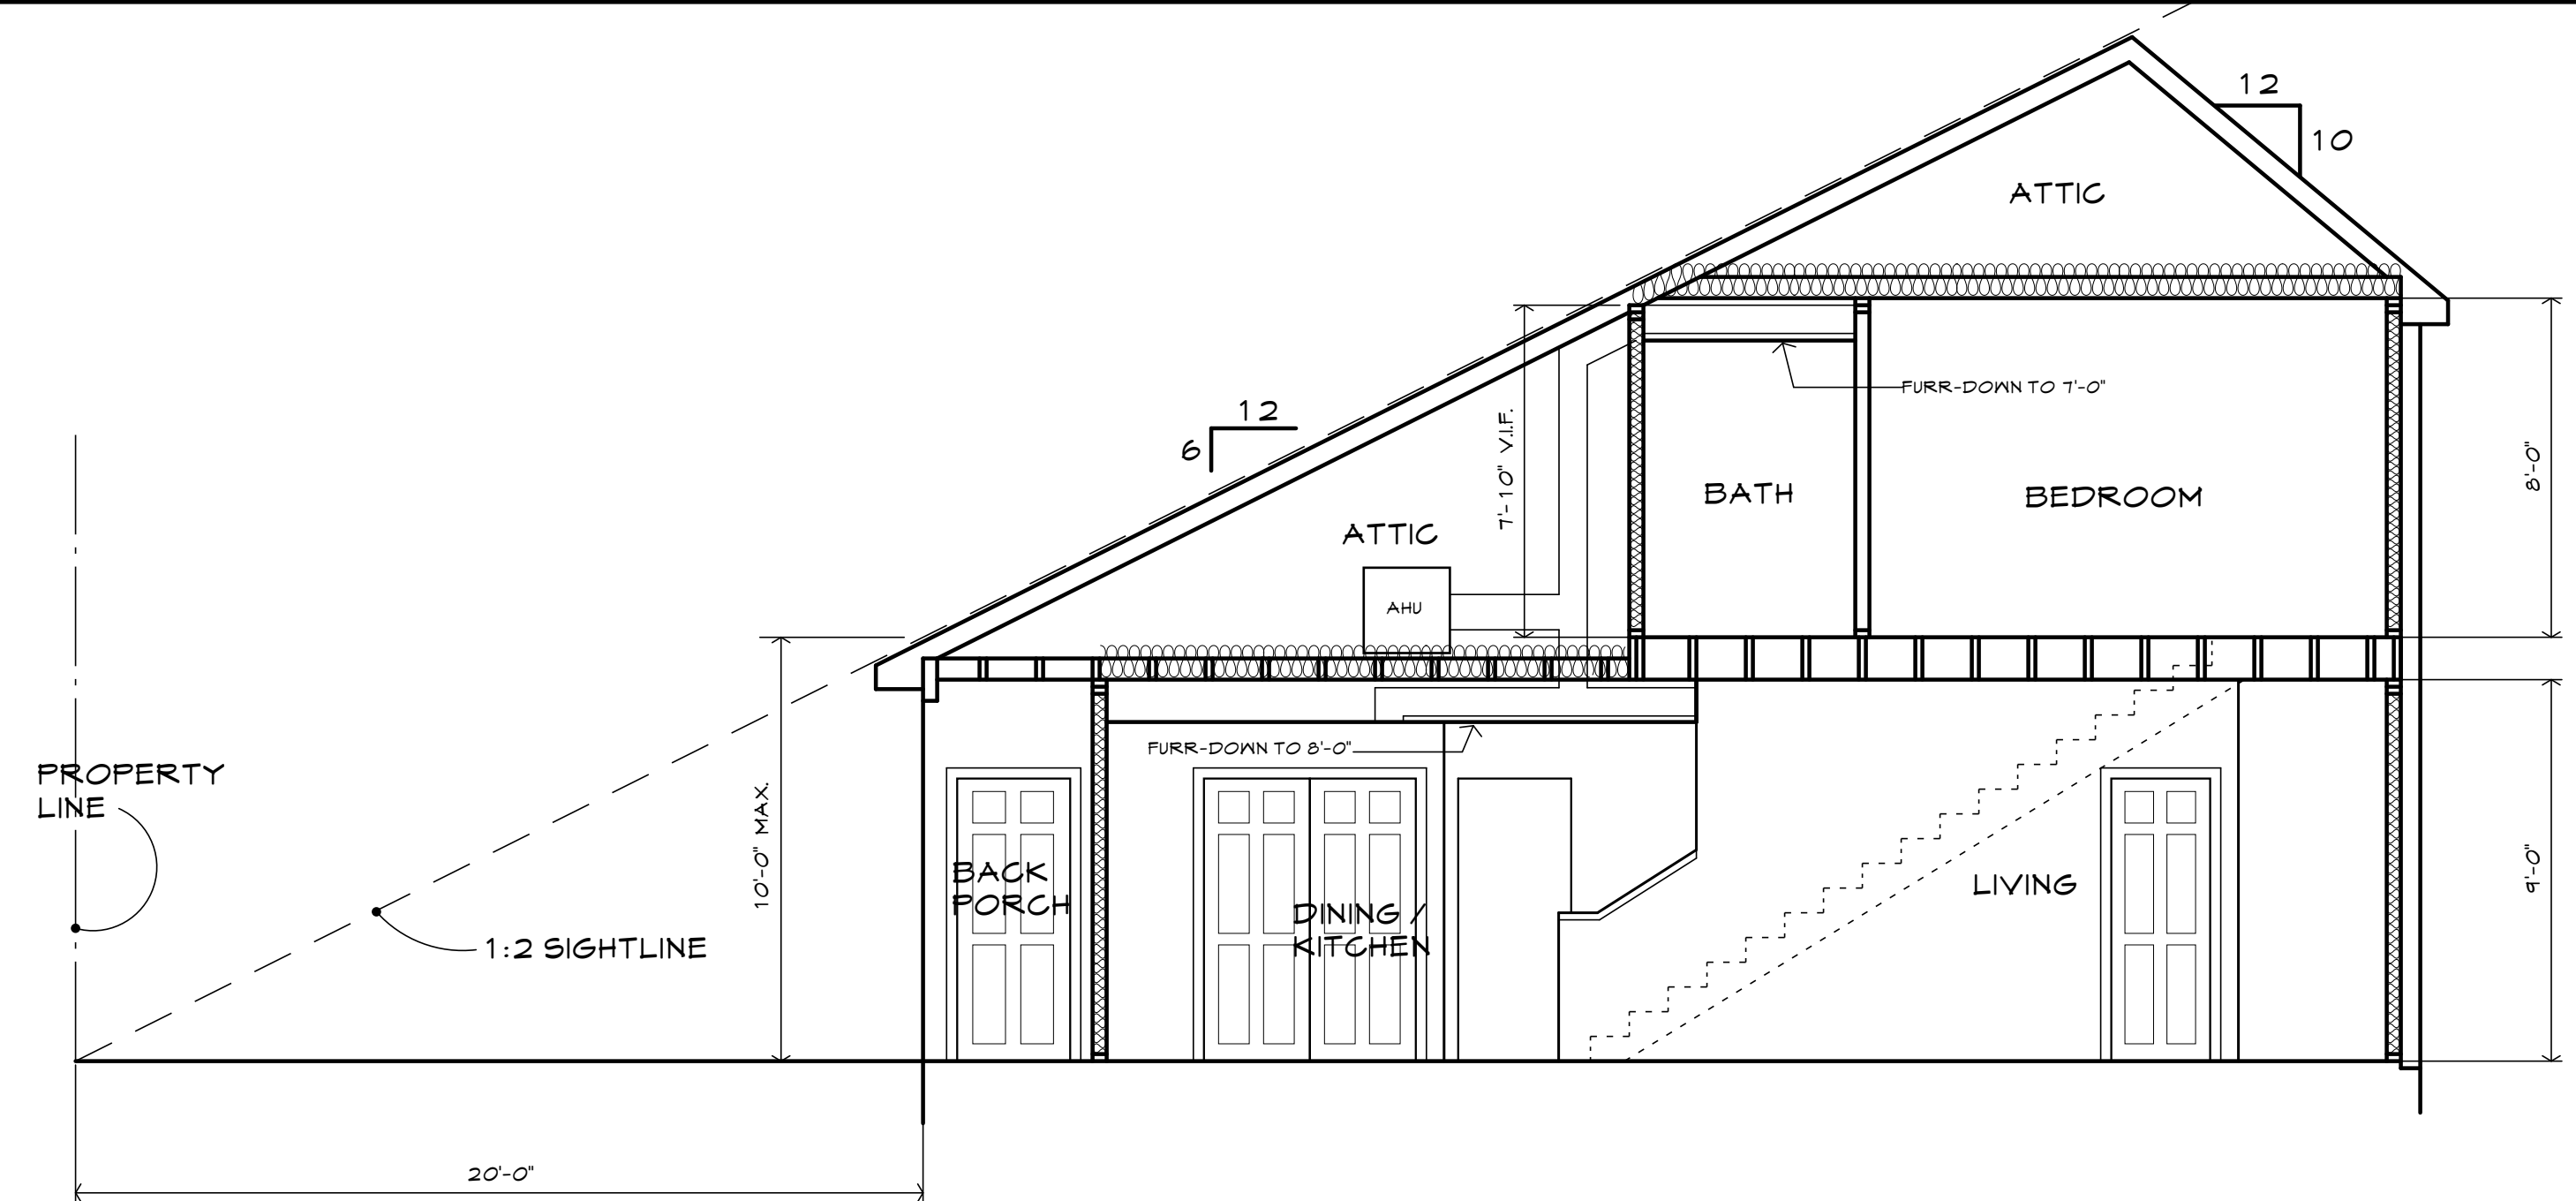 12
10
ATTIC
FURR-DOWN TO 7'-0"
12
6
7'-10" V.I.F.
8'-0"
BATH
BEDROOM
ATTIC
AHU
PROPERTY
LINE
FURR-DOWN TO 8'-0"
10'-0" MAX.
BACK
PORCH
DINING /
KITCHEN
LIVING
9'-0"
1:2 SIGHTLINE
20'-0"